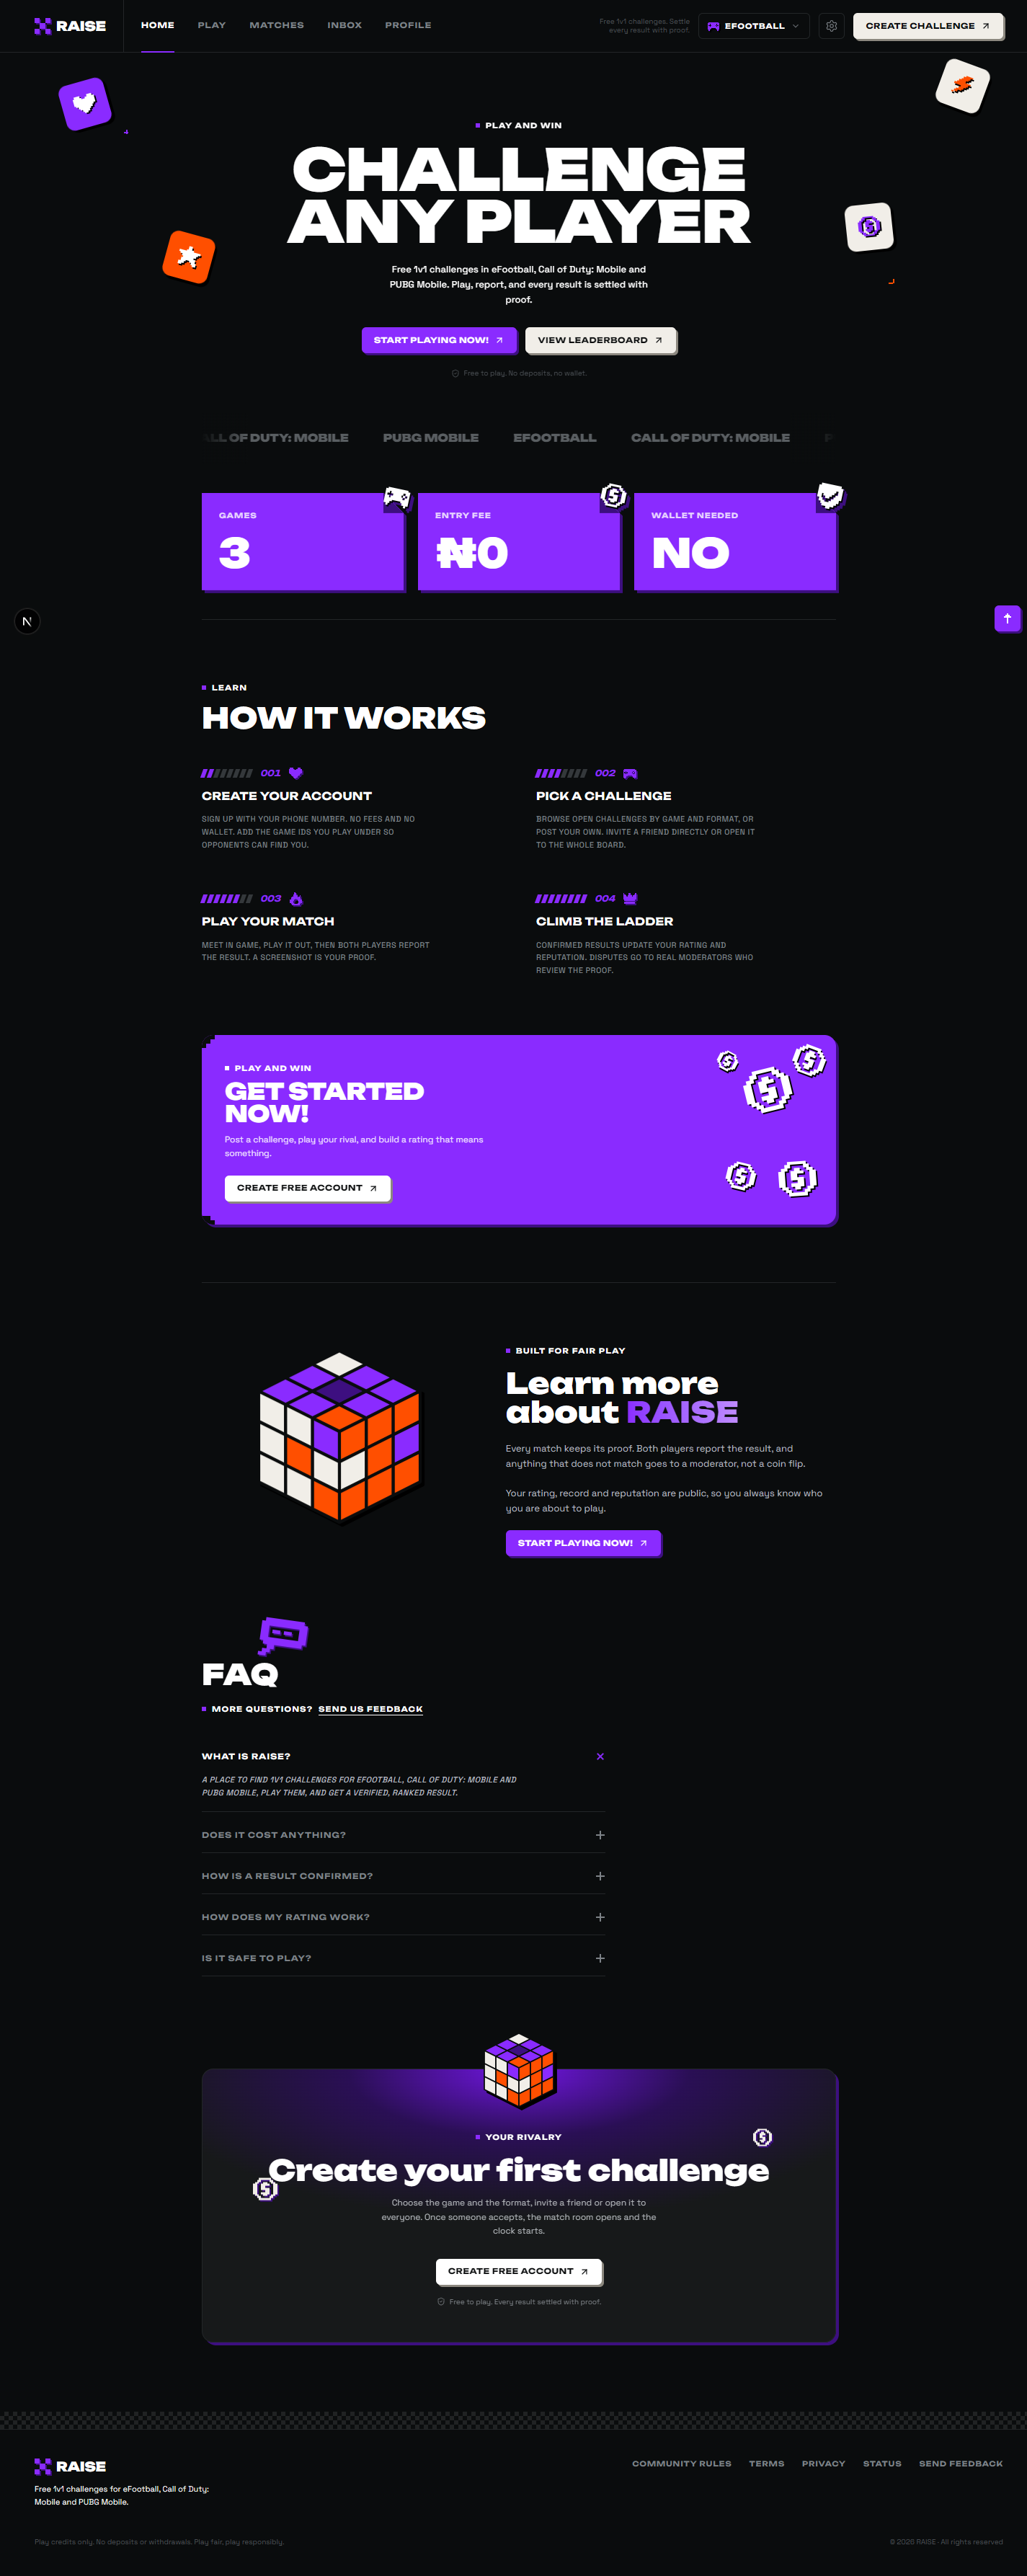 RAISE
HOME PLAY MATCHES INBOX PROFILE
Free 1v1 challenges. Settle
every result with proof.
EFOOTBALL
CREATE CHALLENGE
PLAY AND WIN
CHALLENGE
ANY PLAYER
Free 1v1 challenges in eFootball, Call of Duty: Mobile and
PUBG Mobile. Play, report, and every result is settled with
proof.
START PLAYING NOW!
VIEW LEADERBOARD
Free to play. No deposits, no wallet.
ALL OF DUTY: MOBILE PUBG MOBILE EFOOTBALL CALL OF DUTY: MOBILE P
GAMES
3
ENTRY FEE
₦0
WALLET NEEDED
NO
N
LEARN
HOW IT WORKS
001
CREATE YOUR ACCOUNT
SIGN UP WITH YOUR PHONE NUMBER. NO FEES AND NO
WALLET. ADD THE GAME IDS YOU PLAY UNDER SO
OPPONENTS CAN FIND YOU.
002
PICK A CHALLENGE
BROWSE OPEN CHALLENGES BY GAME AND FORMAT, OR
POST YOUR OWN. INVITE A FRIEND DIRECTLY OR OPEN IT
TO THE WHOLE BOARD.
003
PLAY YOUR MATCH
MEET IN GAME, PLAY IT OUT, THEN BOTH PLAYERS REPORT
THE RESULT. A SCREENSHOT IS YOUR PROOF.
004
CLIMB THE LADDER
CONFIRMED RESULTS UPDATE YOUR RATING AND
REPUTATION. DISPUTES GO TO REAL MODERATORS WHO
REVIEW THE PROOF.
PLAY AND WIN
GET STARTED
NOW!
Post a challenge, play your rival, and build a rating that means
something.
CREATE FREE ACCOUNT
BUILT FOR FAIR PLAY
Learn more
about RAISE
Every match keeps its proof. Both players report the result, and
anything that does not match goes to a moderator, not a coin flip.
Your rating, record and reputation are public, so you always know who
you are about to play.
START PLAYING NOW!
FAQ
MORE QUESTIONS? SEND US FEEDBACK
WHAT IS RAISE?
A PLACE TO FIND 1V1 CHALLENGES FOR EFOOTBALL, CALL OF DUTY: MOBILE AND
PUBG MOBILE, PLAY THEM, AND GET A VERIFIED, RANKED RESULT.
DOES IT COST ANYTHING?
HOW IS A RESULT CONFIRMED?
HOW DOES MY RATING WORK?
IS IT SAFE TO PLAY?
YOUR RIVALRY
Create your first challenge
Choose the game and the format, invite a friend or open it to
everyone. Once someone accepts, the match room opens and the
clock starts.
CREATE FREE ACCOUNT
Free to play. Every result settled with proof.
RAISE
Free 1v1 challenges for eFootball, Call of Duty:
Mobile and PUBG Mobile.
COMMUNITY RULES TERMS PRIVACY STATUS SEND FEEDBACK
Play credits only. No deposits or withdrawals. Play fair, play responsibly.
© 2026 RAISE · All rights reserved